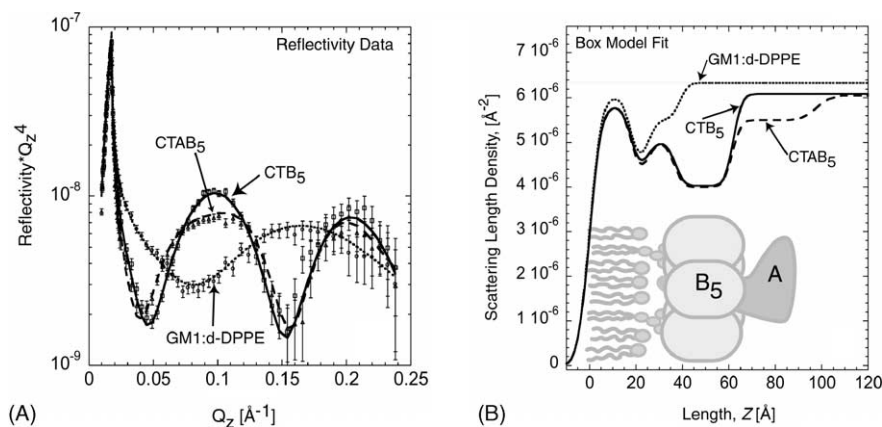 10^-7
10^-8
10^-9
Reflectivity*Qz^4
Reflectivity Data
CTAB5
CTB5
GM1:d-DPPE
0.00
0.05
0.10
0.15
0.20
0.25
Qz [Å^-1]
(A)
Box Model Fit
7 10^-6
6 10^-6
5 10^-6
4 10^-6
3 10^-6
2 10^-6
1 10^-6
0
Scattering Length Density, [Å^-2]
GM1:d-DPPE
CTB5
CTAB5
B5
A
0
20
40
60
80
100
120
Length, Z [Å]
(B)